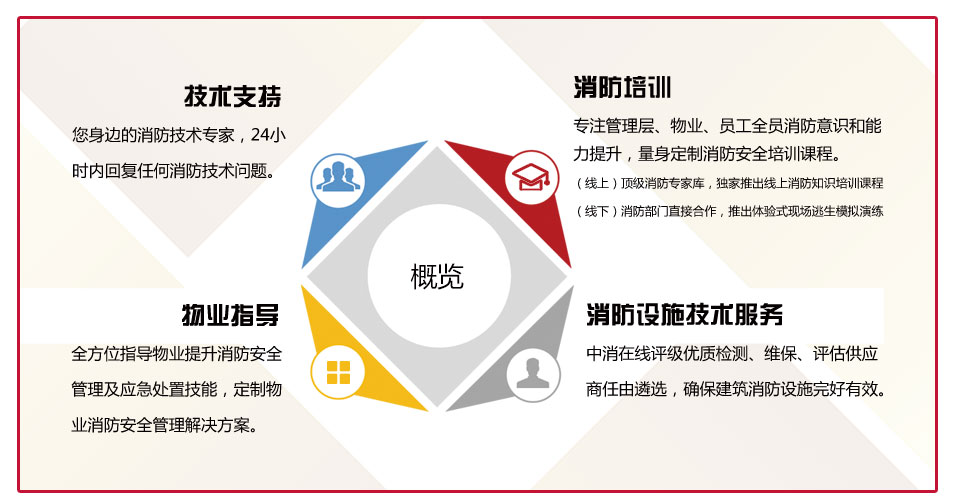 技术支持
您身边的消防技术专家，24小
时内回复任何消防技术问题。
消防培训
专注管理层、物业、员工全员消防意识和能
力提升，量身定制消防安全培训课程。
（线上）顶级消防专家库，独家推出线上消防知识培训课程
（线下）消防部门直接合作，推出体验式现场逃生模拟演练
概览
物业指导
全方位指导物业提升消防安全
管理及应急处置技能，定制物
业消防安全管理解决方案。
消防设施技术服务
中消在线评级优质检测、维保、评估供应
商任由遴选，确保建筑消防设施完好有效。